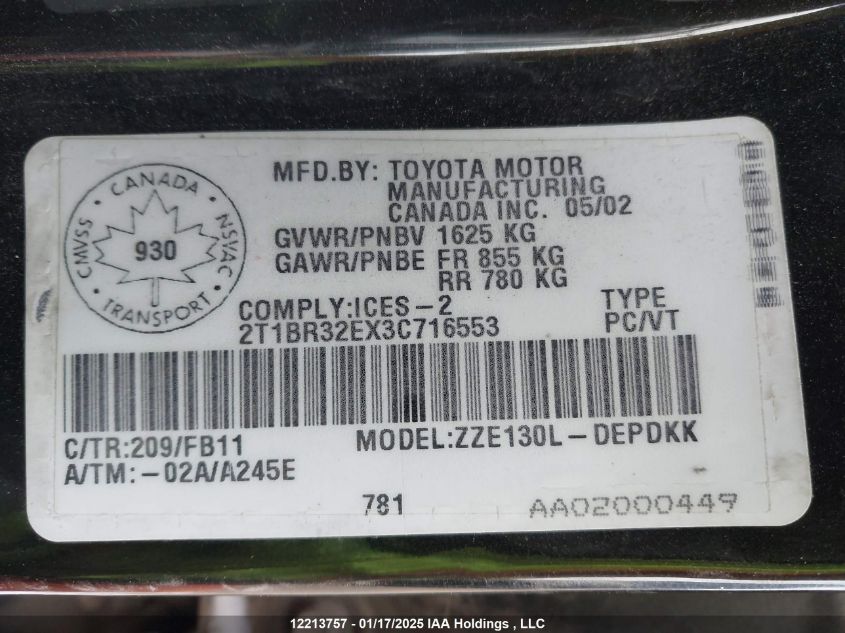 CANADA
CMVSS
NSVAC
930
TRANSPORT
MFD.BY: TOYOTA MOTOR
MANUFACTURING
CANADA INC. 05/02
GVWR/PNBV 1625 KG
GAWR/PNBE FR 855 KG
RR 780 KG
COMPLY:ICES-2
TYPE
2T1BR32EX3C716553
PC/VT
C/TR:209/FB11
MODEL:ZZE130L-DEPDKK
A/TM:-02A/A245E
781
AA02000449
12213757 - 01/17/2025 IAA Holdings , LLC